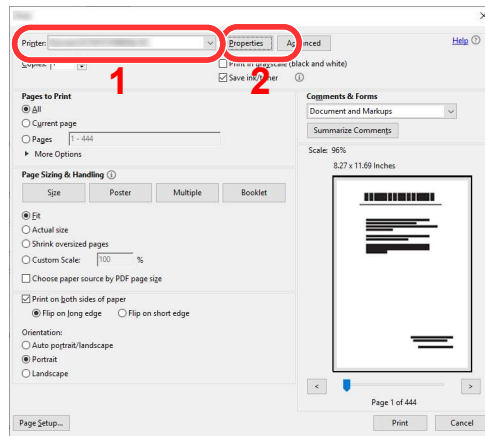 Printer: Properties Advanced Help
Copies: 1 Print in grayscale (black and white)
1 2
Save ink/toner
Pages to Print
All
Current page
Pages 1 - 444
More Options
Page Sizing & Handling
Size Poster Multiple Booklet
Fit
Actual size
Shrink oversized pages
Custom Scale: 100 %
Choose paper source by PDF page size
Print on both sides of paper
Flip on long edge Flip on short edge
Orientation:
Auto portrait/landscape
Portrait
Landscape
Comments & Forms
Document and Markups
Summarize Comments
Scale: 96%
8.27 x 11.69 Inches
< >
Page 1 of 444
Page Setup... Print Cancel